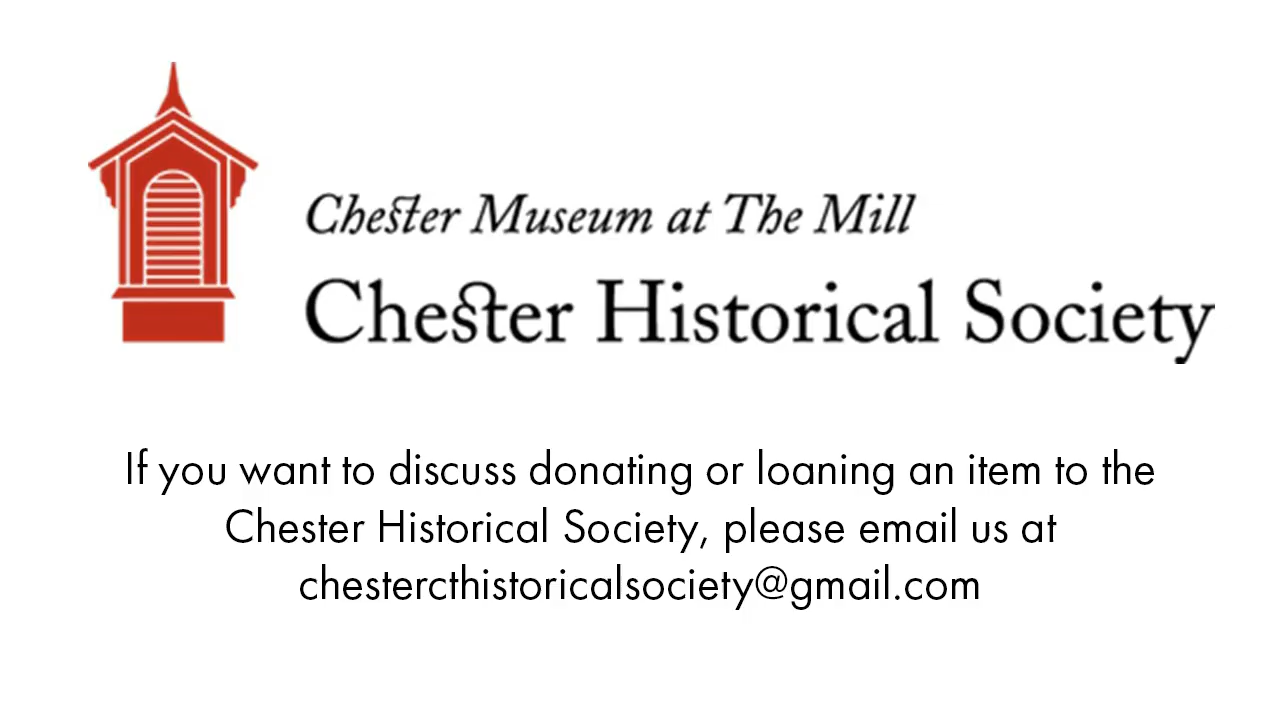 Chester Museum at The Mill
Chester Historical Society
If you want to discuss donating or loaning an item to the
Chester Historical Society, please email us at
chestercthistoricalsociety@gmail.com